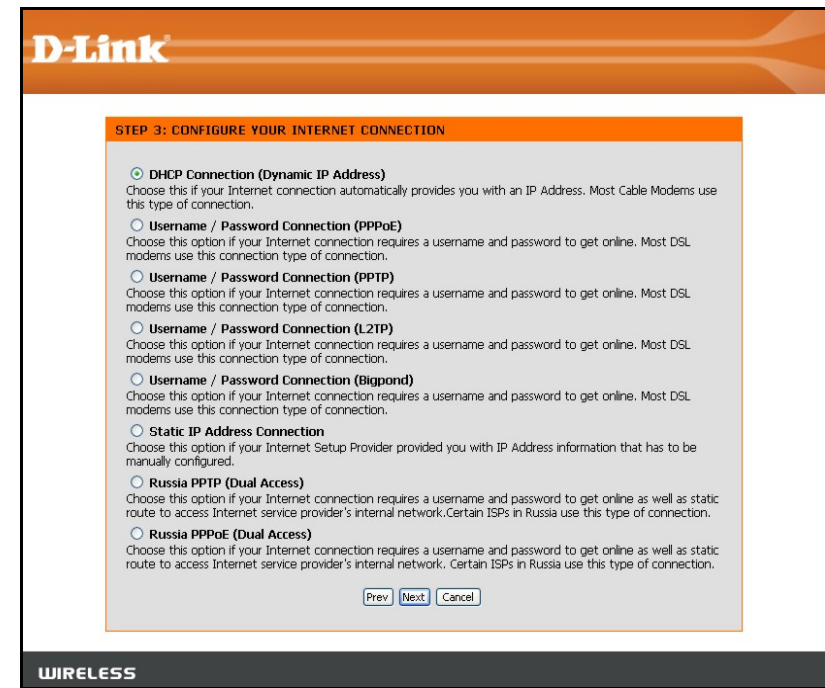 D-Link
STEP 3: CONFIGURE YOUR INTERNET CONNECTION
DHCP Connection (Dynamic IP Address)
Choose this if your Internet connection automatically provides you with an IP Address. Most Cable Modems use
this type of connection.
Username / Password Connection (PPPoE)
Choose this option if your Internet connection requires a username and password to get online. Most DSL
modems use this connection type of connection.
Username / Password Connection (PPTP)
Choose this option if your Internet connection requires a username and password to get online. Most DSL
modems use this connection type of connection.
Username / Password Connection (L2TP)
Choose this option if your Internet connection requires a username and password to get online. Most DSL
modems use this connection type of connection.
Username / Password Connection (Bigpond)
Choose this option if your Internet connection requires a username and password to get online. Most DSL
modems use this connection type of connection.
Static IP Address Connection
Choose this option if your Internet Setup Provider provided you with IP Address information that has to be
manually configured.
Russia PPTP (Dual Access)
Choose this option if your Internet connection requires a username and password to get online as well as static
route to access Internet service provider's internal network.Certain ISPs in Russia use this type of connection.
Russia PPPoE (Dual Access)
Choose this option if your Internet connection requires a username and password to get online as well as static
route to access Internet service provider's internal network. Certain ISPs in Russia use this type of connection.
Prev Next Cancel
WIRELESS